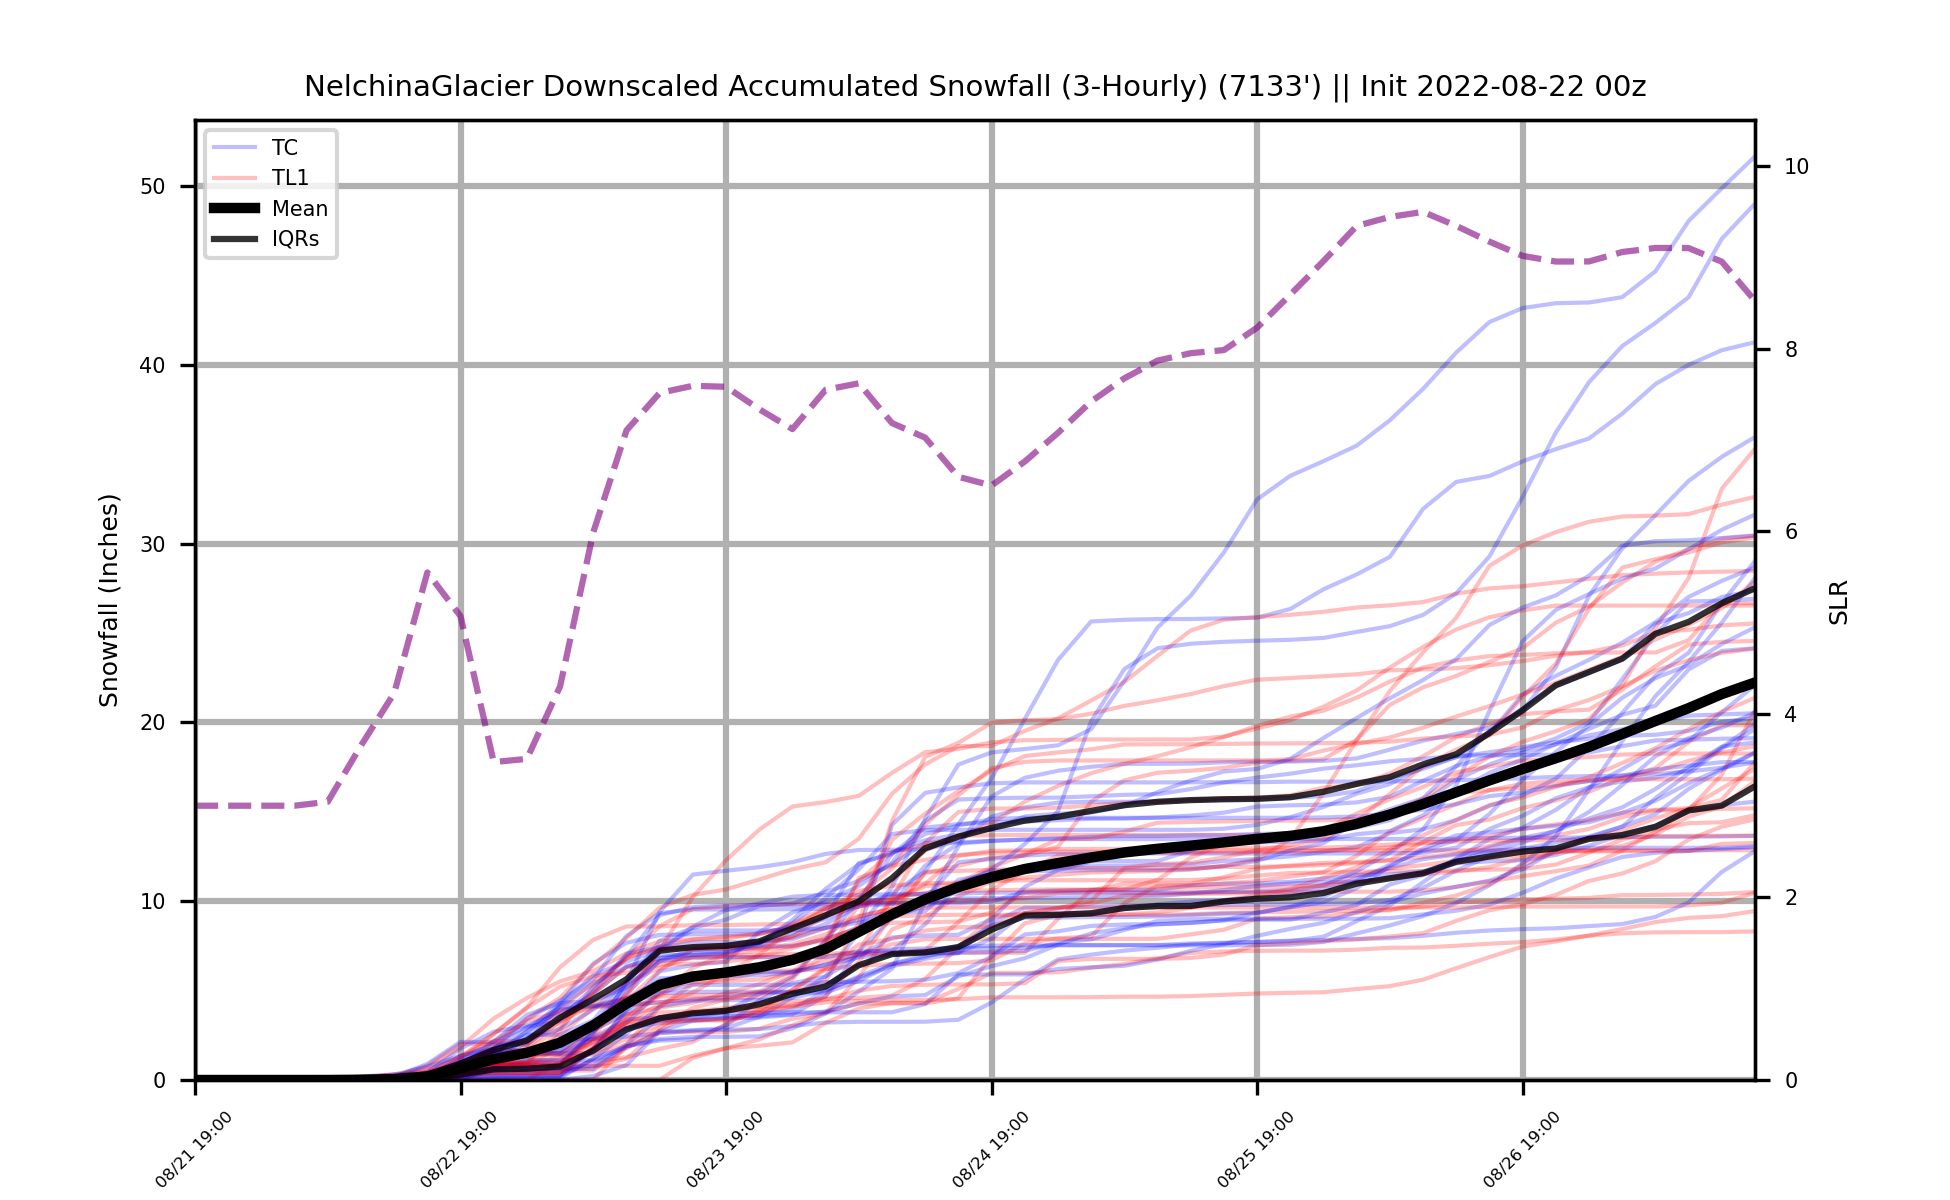 NelchinaGlacier Downscaled Accumulated Snowfall (3-Hourly) (7133') || Init 2022-08-22 00z
TC
TL1
Mean
IQRs
Snowfall (Inches)
50
40
30
20
10
0
10
8
6
4
2
0
SLR
08/21 19:00
08/22 19:00
08/23 19:00
08/24 19:00
08/25 19:00
08/26 19:00